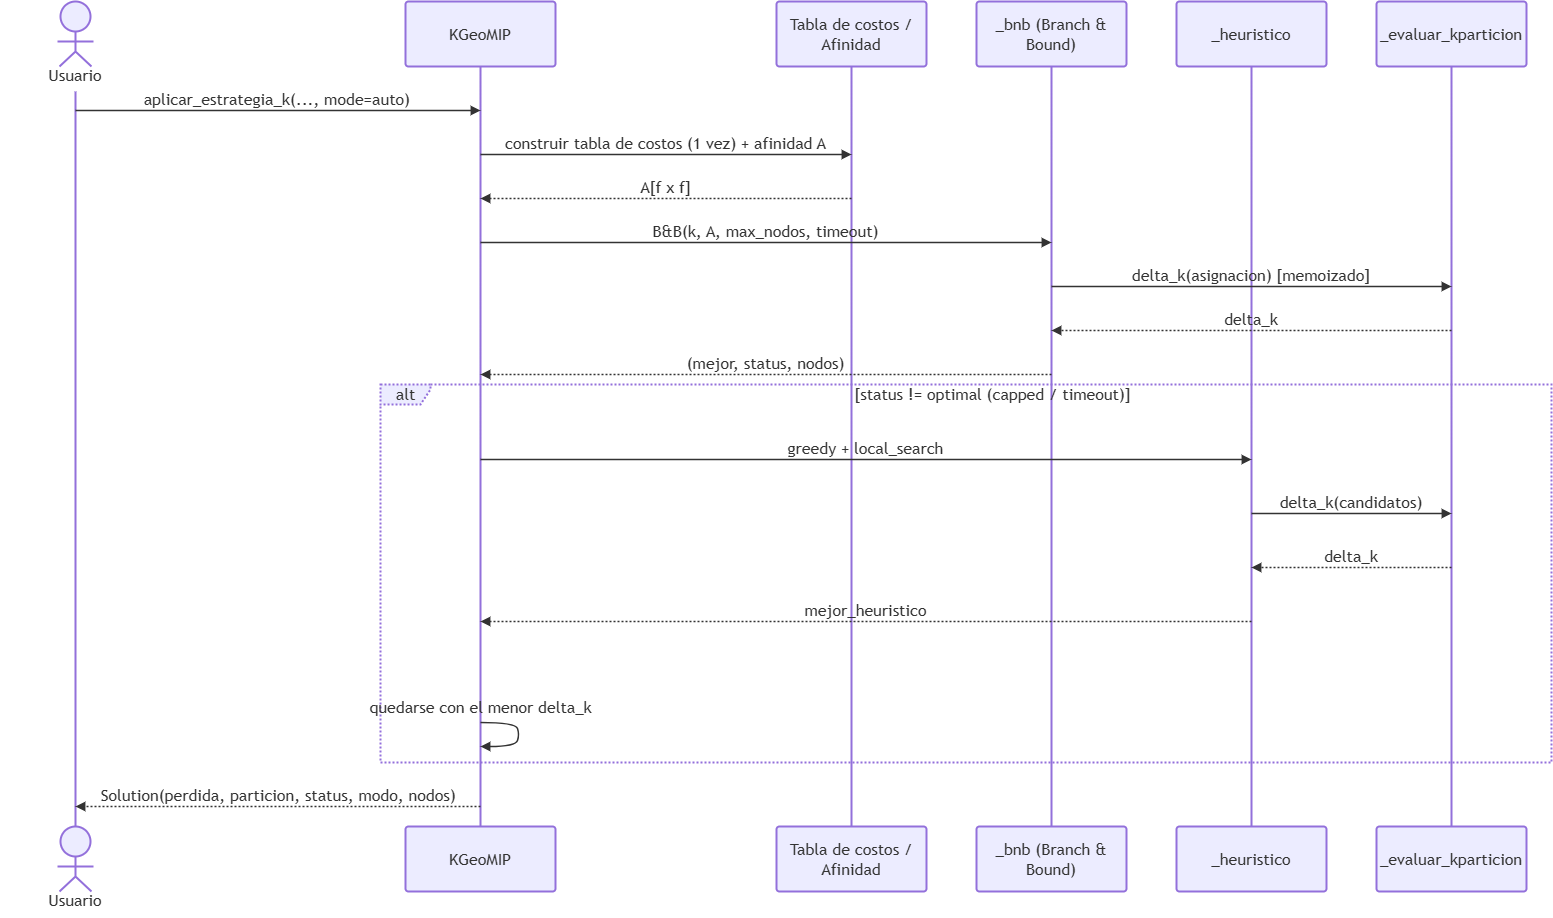 Usuario
KGeoMIP
Tabla de costos /
Afinidad
_bnb (Branch &
Bound)
_heuristico
_evaluar_kparticion
aplicar_estrategia_k(..., mode=auto)
construir tabla de costos (1 vez) + afinidad A
A[f x f]
B&B(k, A, max_nodos, timeout)
delta_k(asignacion) [memoizado]
delta_k
(mejor, status, nodos)
alt
[status != optimal (capped / timeout)]
greedy + local_search
delta_k(candidatos)
delta_k
mejor_heuristico
quedarse con el menor delta_k
Solution(perdida, particion, status, modo, nodos)
Usuario
KGeoMIP
Tabla de costos /
Afinidad
_bnb (Branch &
Bound)
_heuristico
_evaluar_kparticion